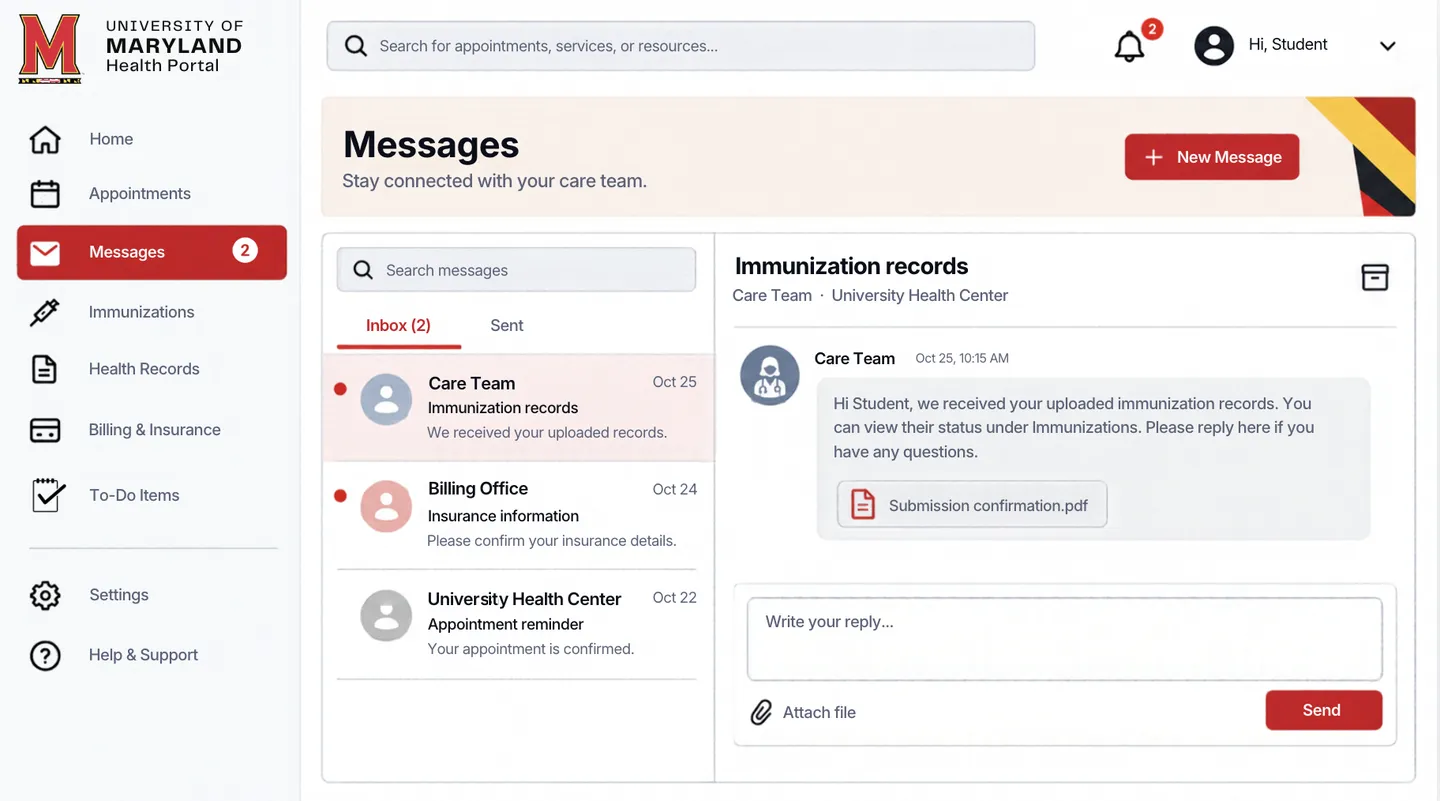 UNIVERSITY OF
MARYLAND
Health Portal
Home
Appointments
Messages 2
Immunizations
Health Records
Billing & Insurance
To-Do Items
Settings
Help & Support
Search for appointments, services, or resources...
2
Hi, Student
Messages
Stay connected with your care team.
+ New Message
Search messages
Inbox (2) Sent
Care Team Oct 25
Immunization records
We received your uploaded records.
Billing Office Oct 24
Insurance information
Please confirm your insurance details.
University Health Center Oct 22
Appointment reminder
Your appointment is confirmed.
Immunization records
Care Team · University Health Center
Care Team Oct 25, 10:15 AM
Hi Student, we received your uploaded immunization records. You
can view their status under Immunizations. Please reply here if you
have any questions.
Submission confirmation.pdf
Write your reply...
Attach file
Send